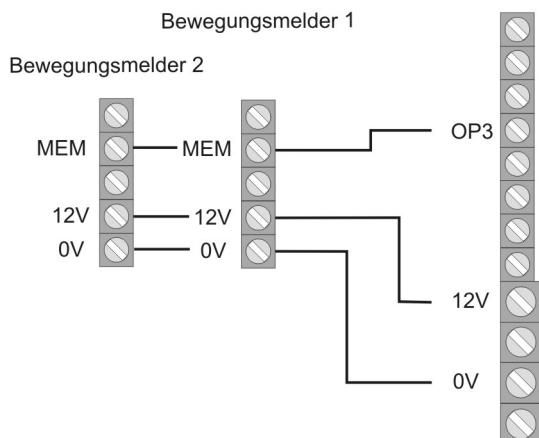 Bewegungsmelder 1
Bewegungsmelder 2
MEM
MEM
OP3
12V
12V
0V
0V
12V
0V